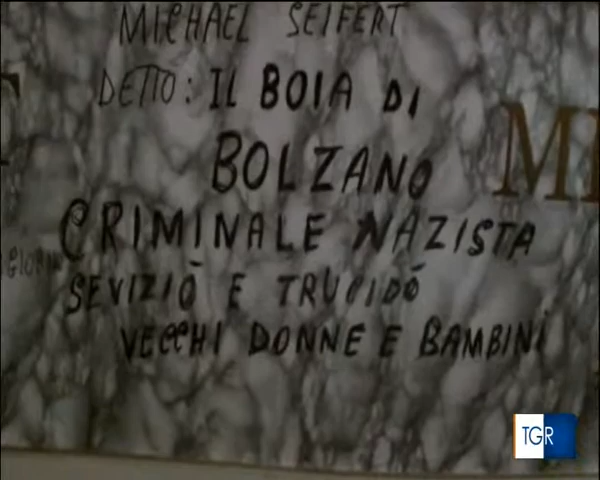 MICHAEL SEIFERT
DETTO: IL BOIA DI
BOLZANO
CRIMINALE NAZISTA
SEVIZIÒ E TRUCIDÒ
VECCHI DONNE E BAMBINI
TGR